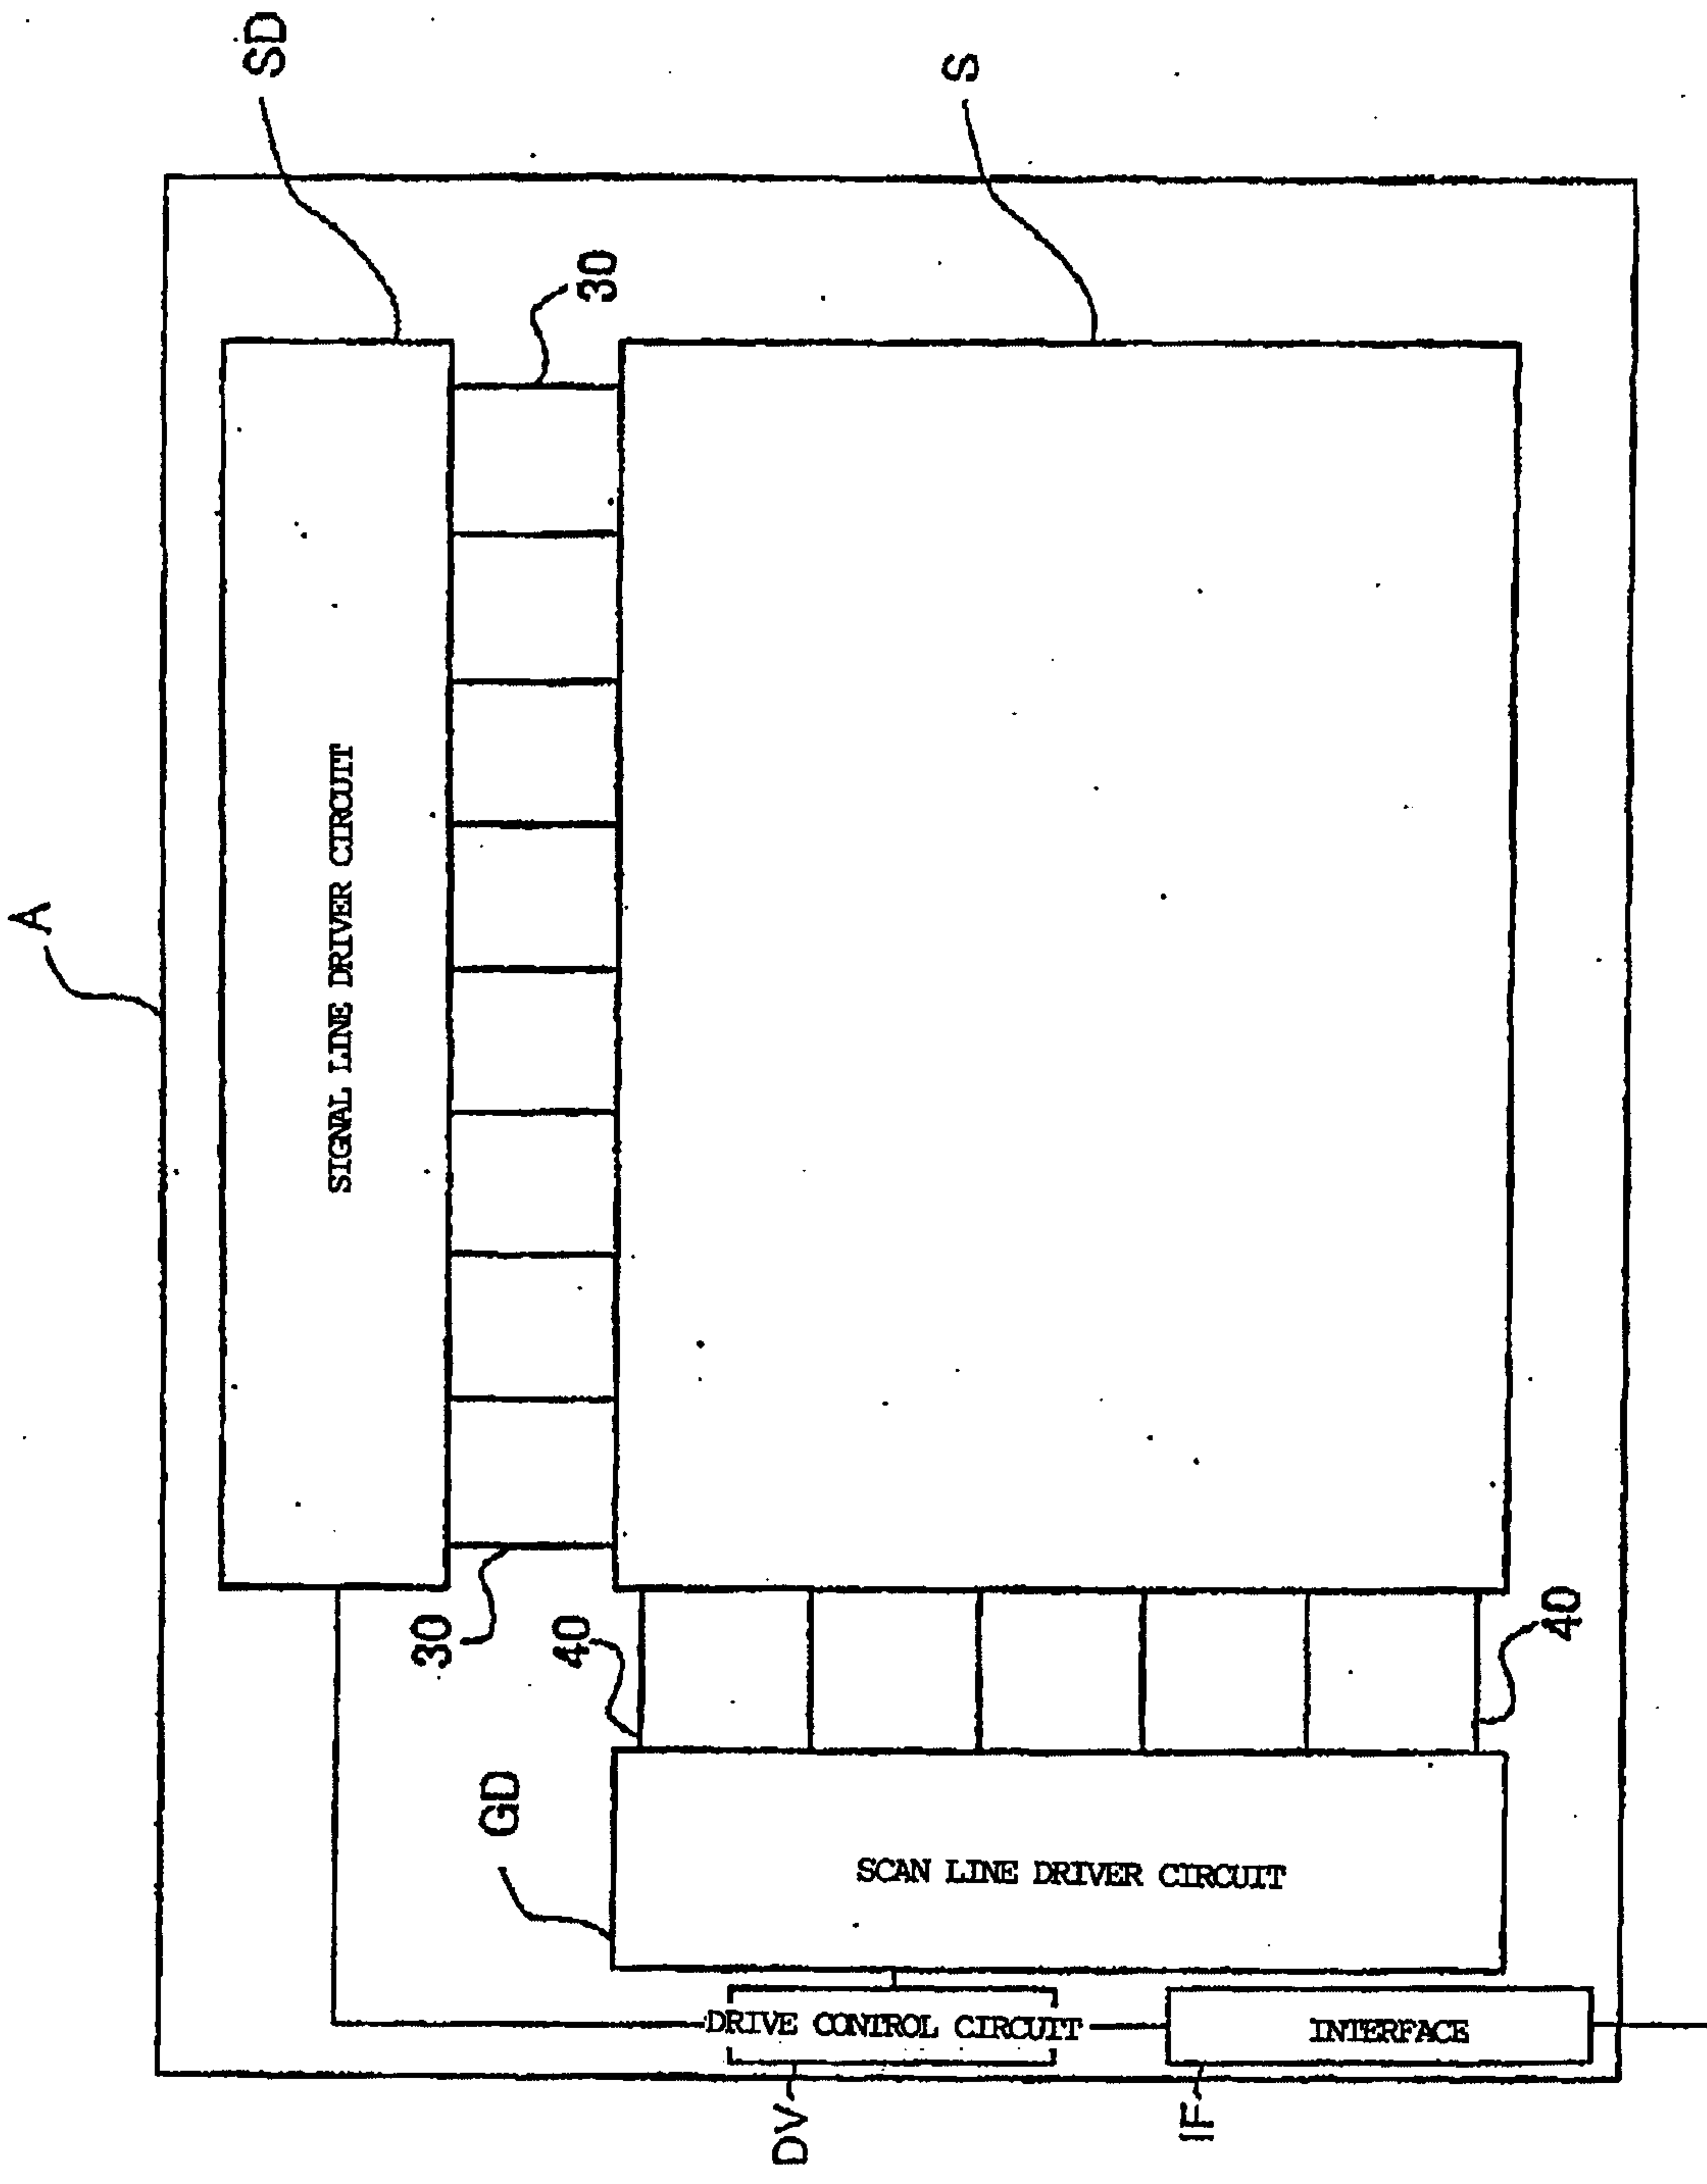 A
SD
SIGNAL LINE DRIVER CIRCUIT
30
30
S
40
40
GD
SCAN LINE DRIVER CIRCUIT
DRIVE CONTROL CIRCUIT
INTERFACE
DV
IF